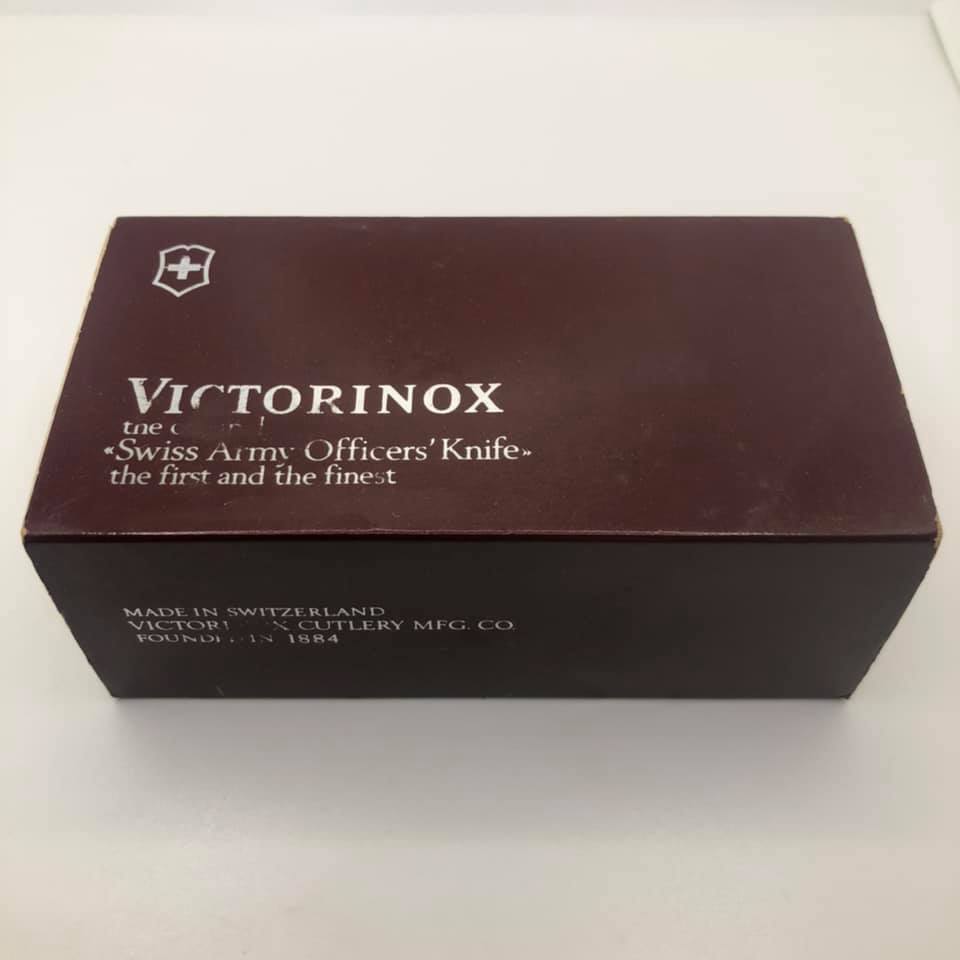 VICTORINOX
«Swiss Army Officers' Knife»
the first and the finest
MADE IN SWITZERLAND
CUTLERY MFG. CO.
IN 1884